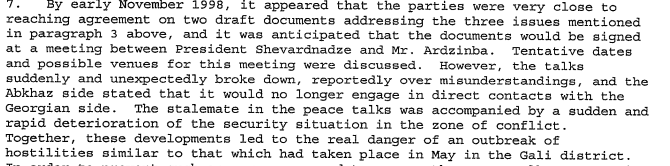 7. By early November 1998, it appeared that the parties were very close to
reaching agreement on two draft documents addressing the three issues mentioned
in paragraph 3 above, and it was anticipated that the documents would be signed
at a meeting between President Shevardnadze and Mr. Ardzinba. Tentative dates
and possible venues for this meeting were discussed. However, the talks
suddenly and unexpectedly broke down, reportedly over misunderstandings, and the
Abkhaz side stated that it would no longer engage in direct contacts with the
Georgian side. The stalemate in the peace talks was accompanied by a sudden and
rapid deterioration of the security situation in the zone of conflict.
Together, these developments led to the real danger of an outbreak of
hostilities similar to that which had taken place in May in the Gali district.